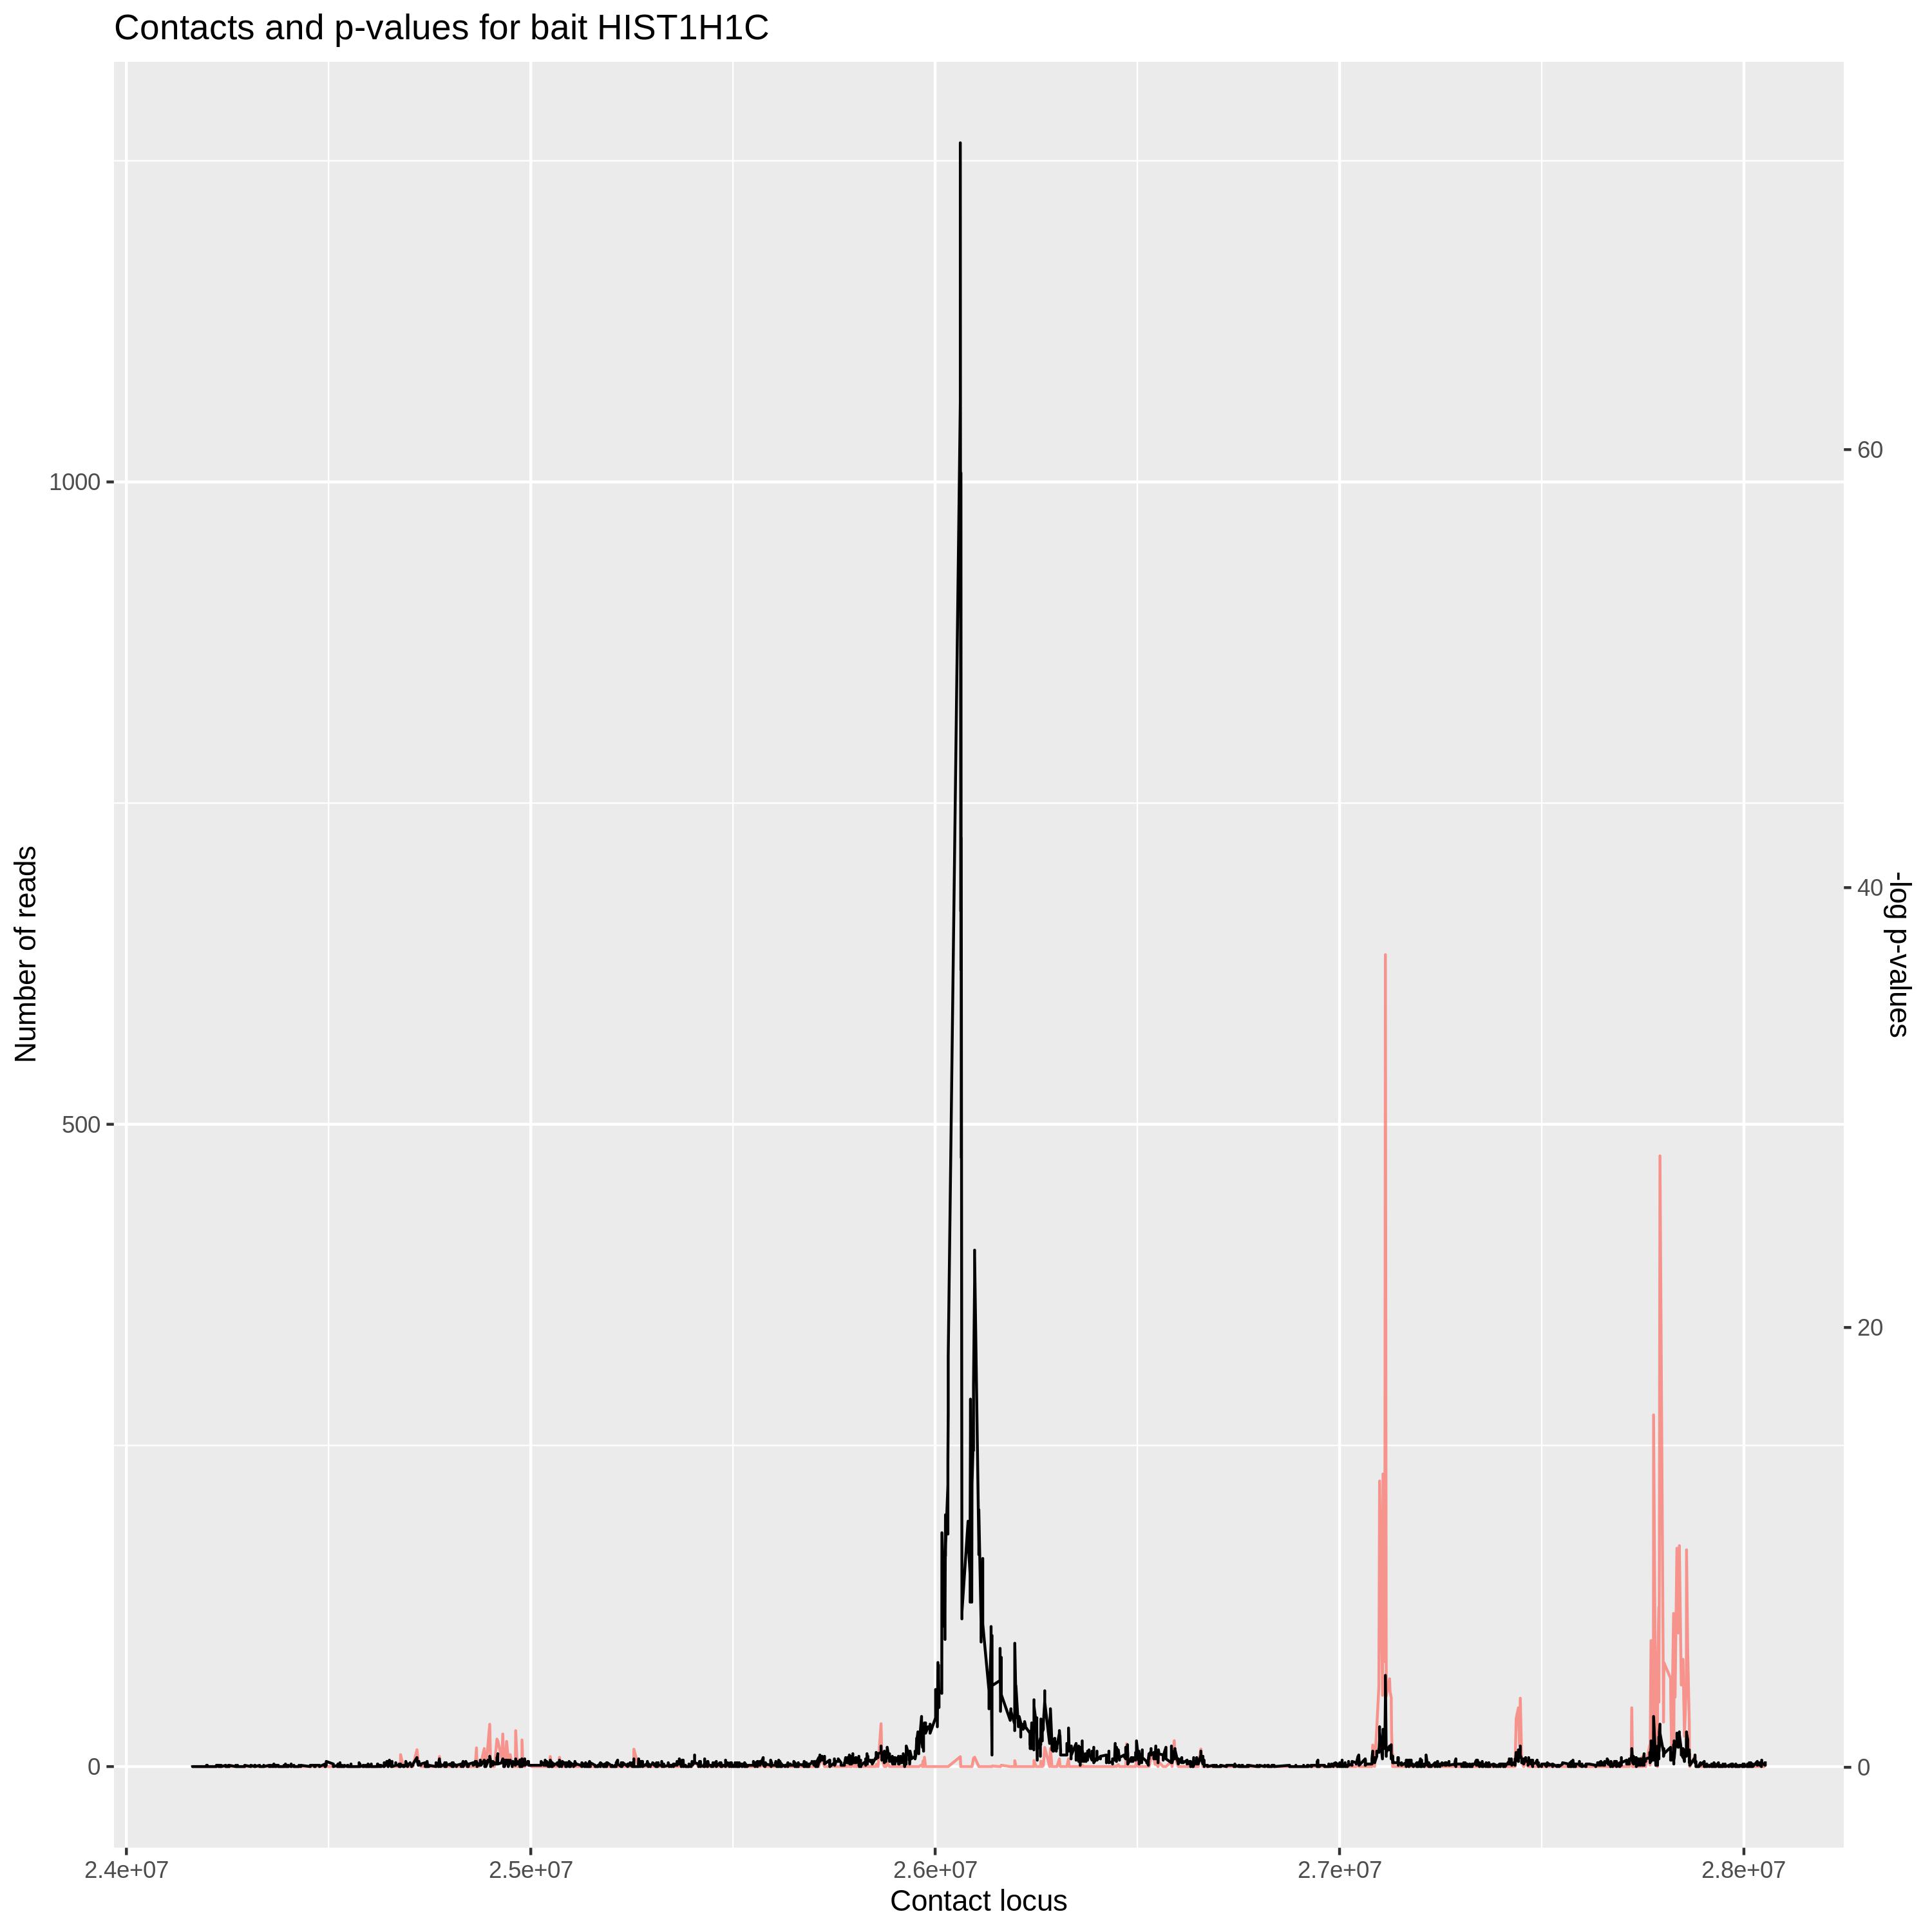 Contacts and p-values for bait HIST1H1C
Number of reads
1000
500
0
60
40
20
0
-log p-values
2.4e+07 2.5e+07 2.6e+07 2.7e+07 2.8e+07
Contact locus